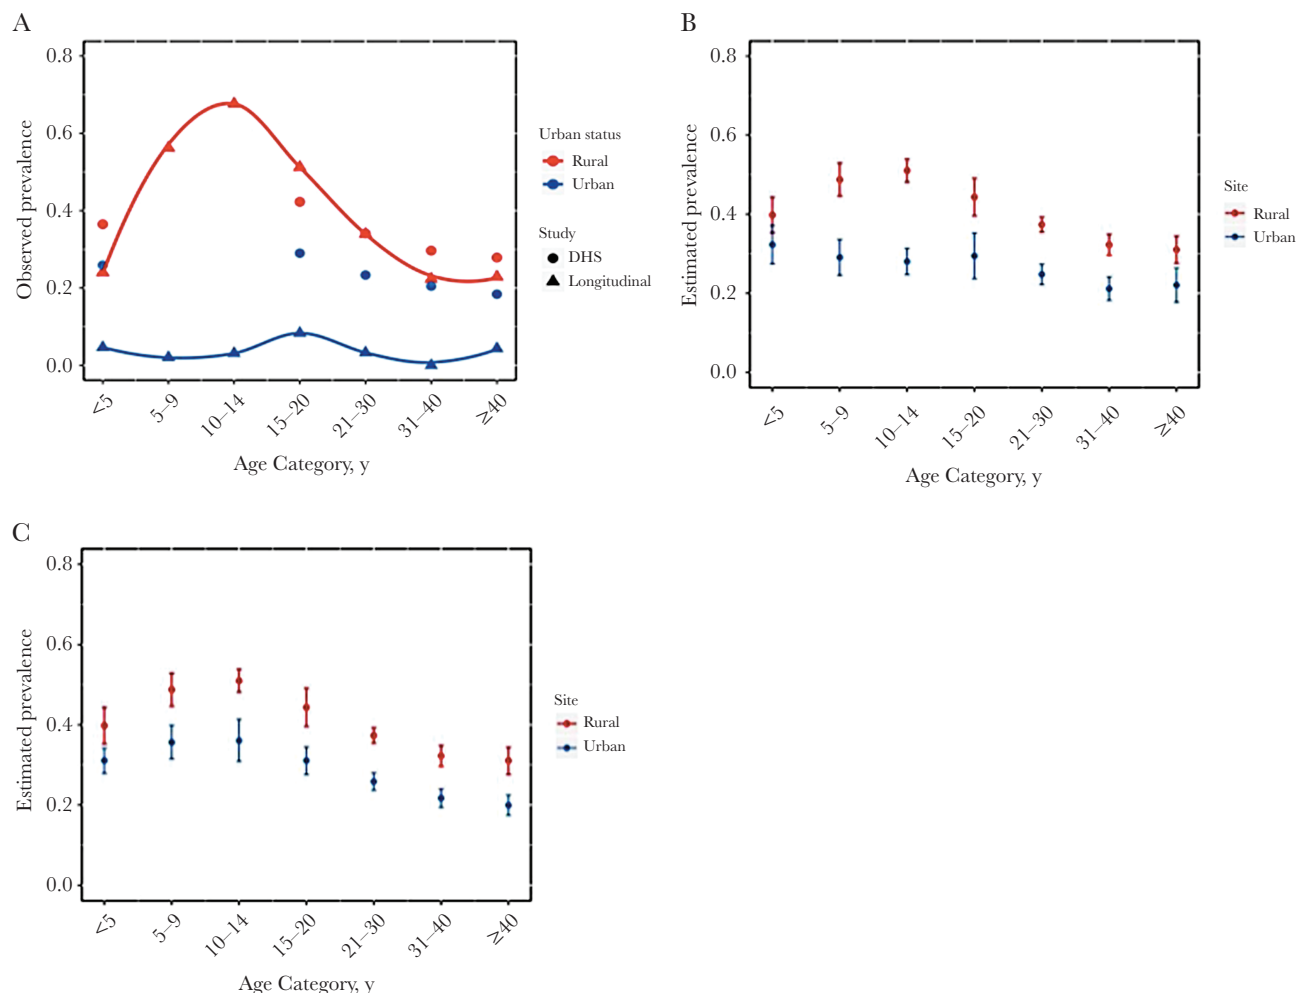 A
Observed prevalence
0.8
0.6
0.4
0.2
0.0
<5
5–9
10–14
15–20
21–30
31–40
≥40
Age Category, y
Urban status
Rural
Urban
Study
DHS
Longitudinal
B
Estimated prevalence
0.8
0.6
0.4
0.2
0.0
<5
5–9
10–14
15–20
21–30
31–40
≥40
Age Category, y
Site
Rural
Urban
C
Estimated prevalence
0.8
0.6
0.4
0.2
0.0
<5
5–9
10–14
15–20
21–30
31–40
≥40
Age Category, y
Site
Rural
Urban